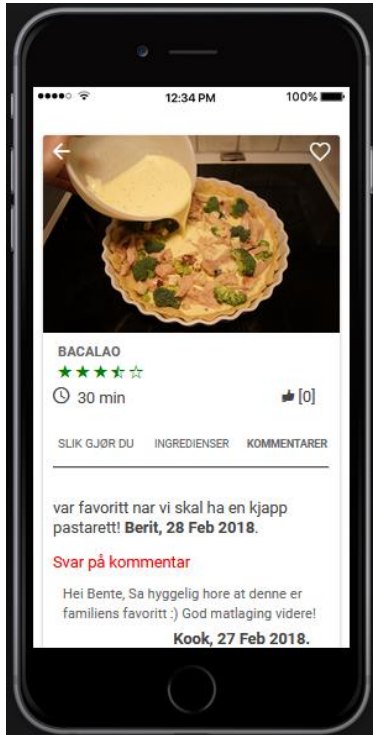 12:34 PM
100%
BACALAO
30 min
[0]
SLIK GJØR DU INGREDIENSER KOMMENTARER
var favoritt nar vi skal ha en kjapp
pastarett! Berit, 28 Feb 2018.
Svar på kommentar
Hei Bente, Sa hyggelig hore at denne er
familiens favoritt :) God matlaging videre!
Kook, 27 Feb 2018.